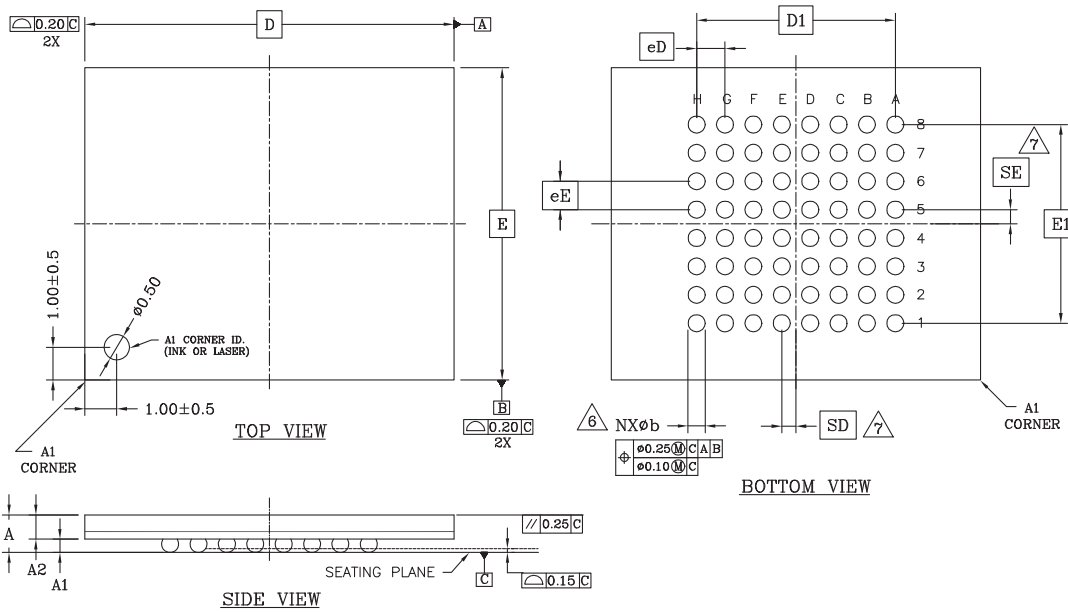 ⌓ 0.20 C
2X
D
A
1.00±0.5
ø0.50
A1 CORNER ID.
(INK OR LASER)
1.00±0.5
E
B
⌓ 0.20 C
2X
A1
CORNER
TOP VIEW
D1
eD
H G F E D C B A
8
7
6
5
4
3
2
1
7
SE
eE
E1
6 NXøb
⌖ ø0.25Ⓜ C A B
ø0.10Ⓜ C
SD 7
A1
CORNER
BOTTOM VIEW
A
A2
A1
// 0.25 C
SEATING PLANE
C
⌓ 0.15 C
SIDE VIEW